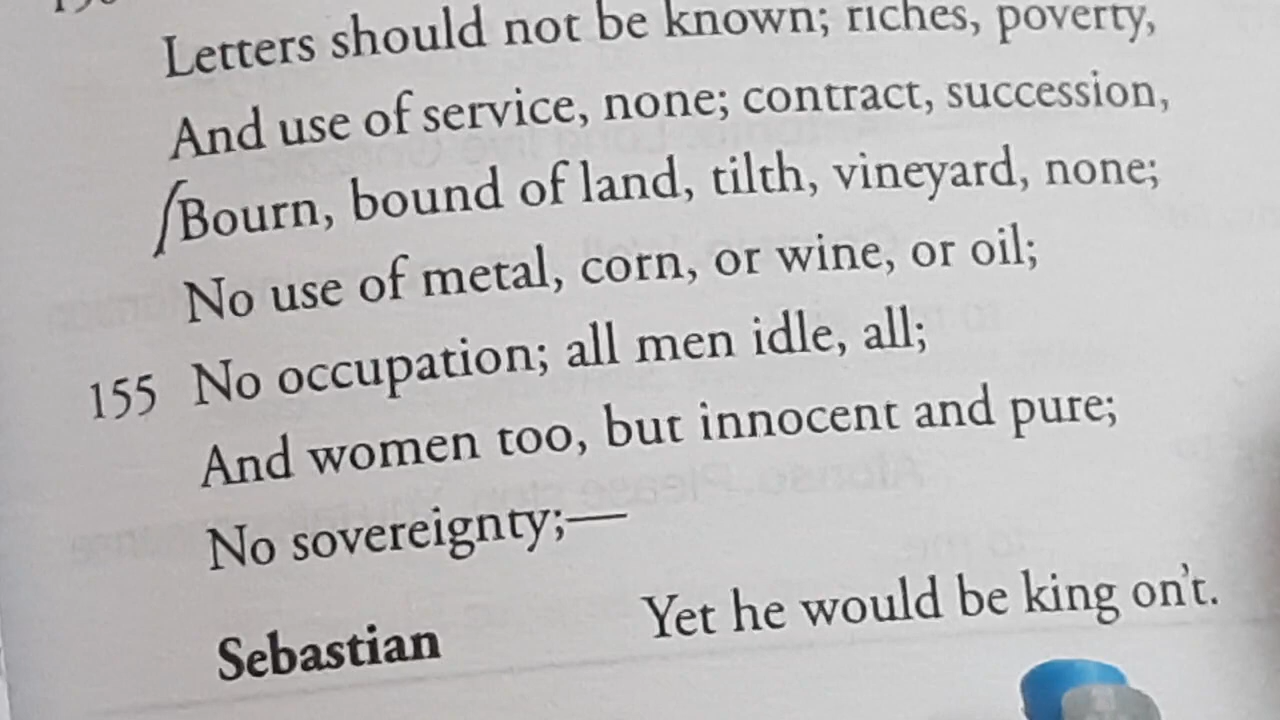 Letters should not be known; riches, poverty,
And use of service, none; contract, succession,
Bourn, bound of land, tilth, vineyard, none;
No use of metal, corn, or wine, or oil;
155 No occupation; all men idle, all;
And women too, but innocent and pure;
No sovereignty;—
Sebastian Yet he would be king on't.